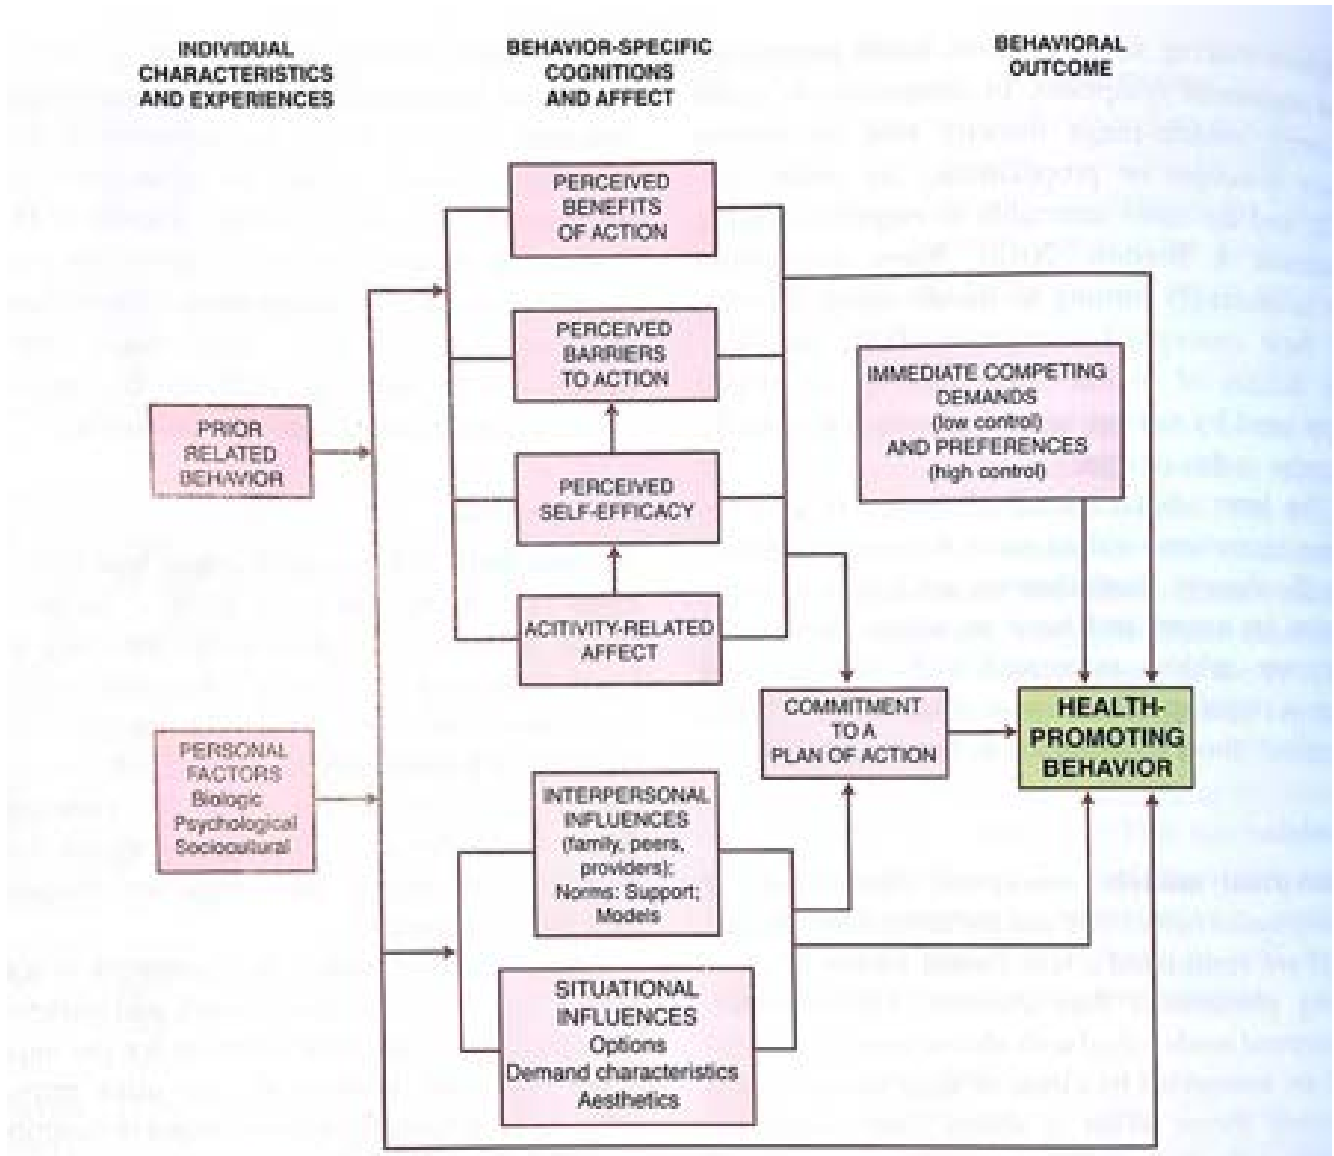 INDIVIDUAL
CHARACTERISTICS
AND EXPERIENCES
BEHAVIOR-SPECIFIC
COGNITIONS
AND AFFECT
BEHAVIORAL
OUTCOME
PERCEIVED
BENEFITS
OF ACTION
PERCEIVED
BARRIERS
TO ACTION
IMMEDIATE COMPETING
DEMANDS
(low control)
AND PREFERENCES
(high control)
PRIOR
RELATED
BEHAVIOR
PERCEIVED
SELF-EFFICACY
ACITIVITY-RELATED
AFFECT
COMMITMENT
TO A
PLAN OF ACTION
HEALTH-
PROMOTING
BEHAVIOR
PERSONAL
FACTORS
Biologic
Psychological
Sociocultural
INTERPERSONAL
INFLUENCES
(family, peers,
providers);
Norms: Support;
Models
SITUATIONAL
INFLUENCES
Options
Demand characteristics
Aesthetics